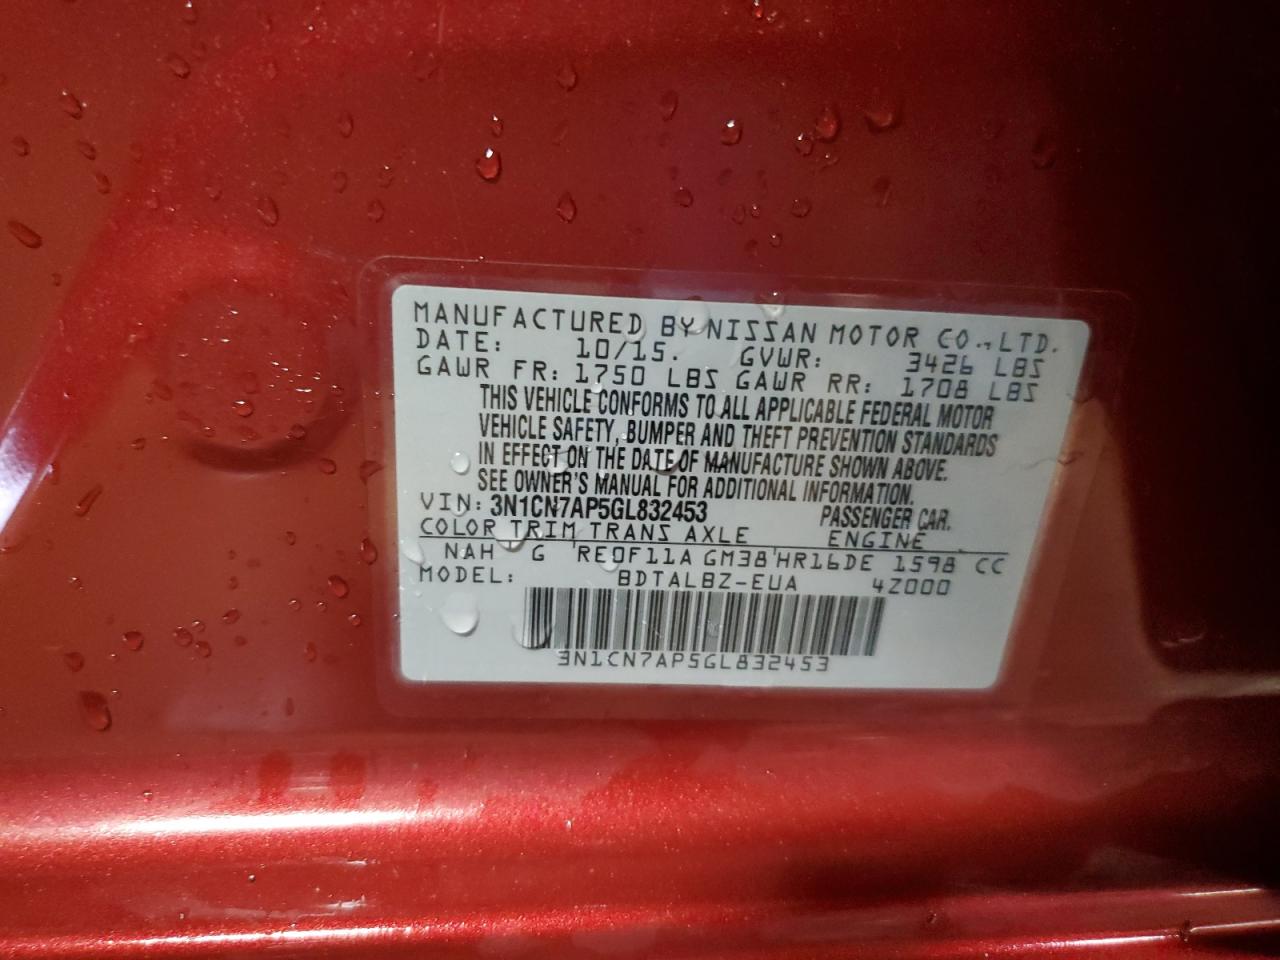 MANUFACTURED BY NISSAN MOTOR CO.,LTD.
DATE: 10/15. GVWR: 3426 LBS
GAWR FR: 1750 LBS GAWR RR: 1708 LBS
THIS VEHICLE CONFORMS TO ALL APPLICABLE FEDERAL MOTOR
VEHICLE SAFETY, BUMPER AND THEFT PREVENTION STANDARDS
IN EFFECT ON THE DATE OF MANUFACTURE SHOWN ABOVE.
SEE OWNER'S MANUAL FOR ADDITIONAL INFORMATION.
VIN: 3N1CN7AP5GL832453 PASSENGER CAR.
COLOR TRIM TRANS AXLE ENGINE
NAH G RE0F11A GM38 HR16DE 1598 CC
MODEL: BDTALBZ-EUA 4Z000
3N1CN7AP5GL832453